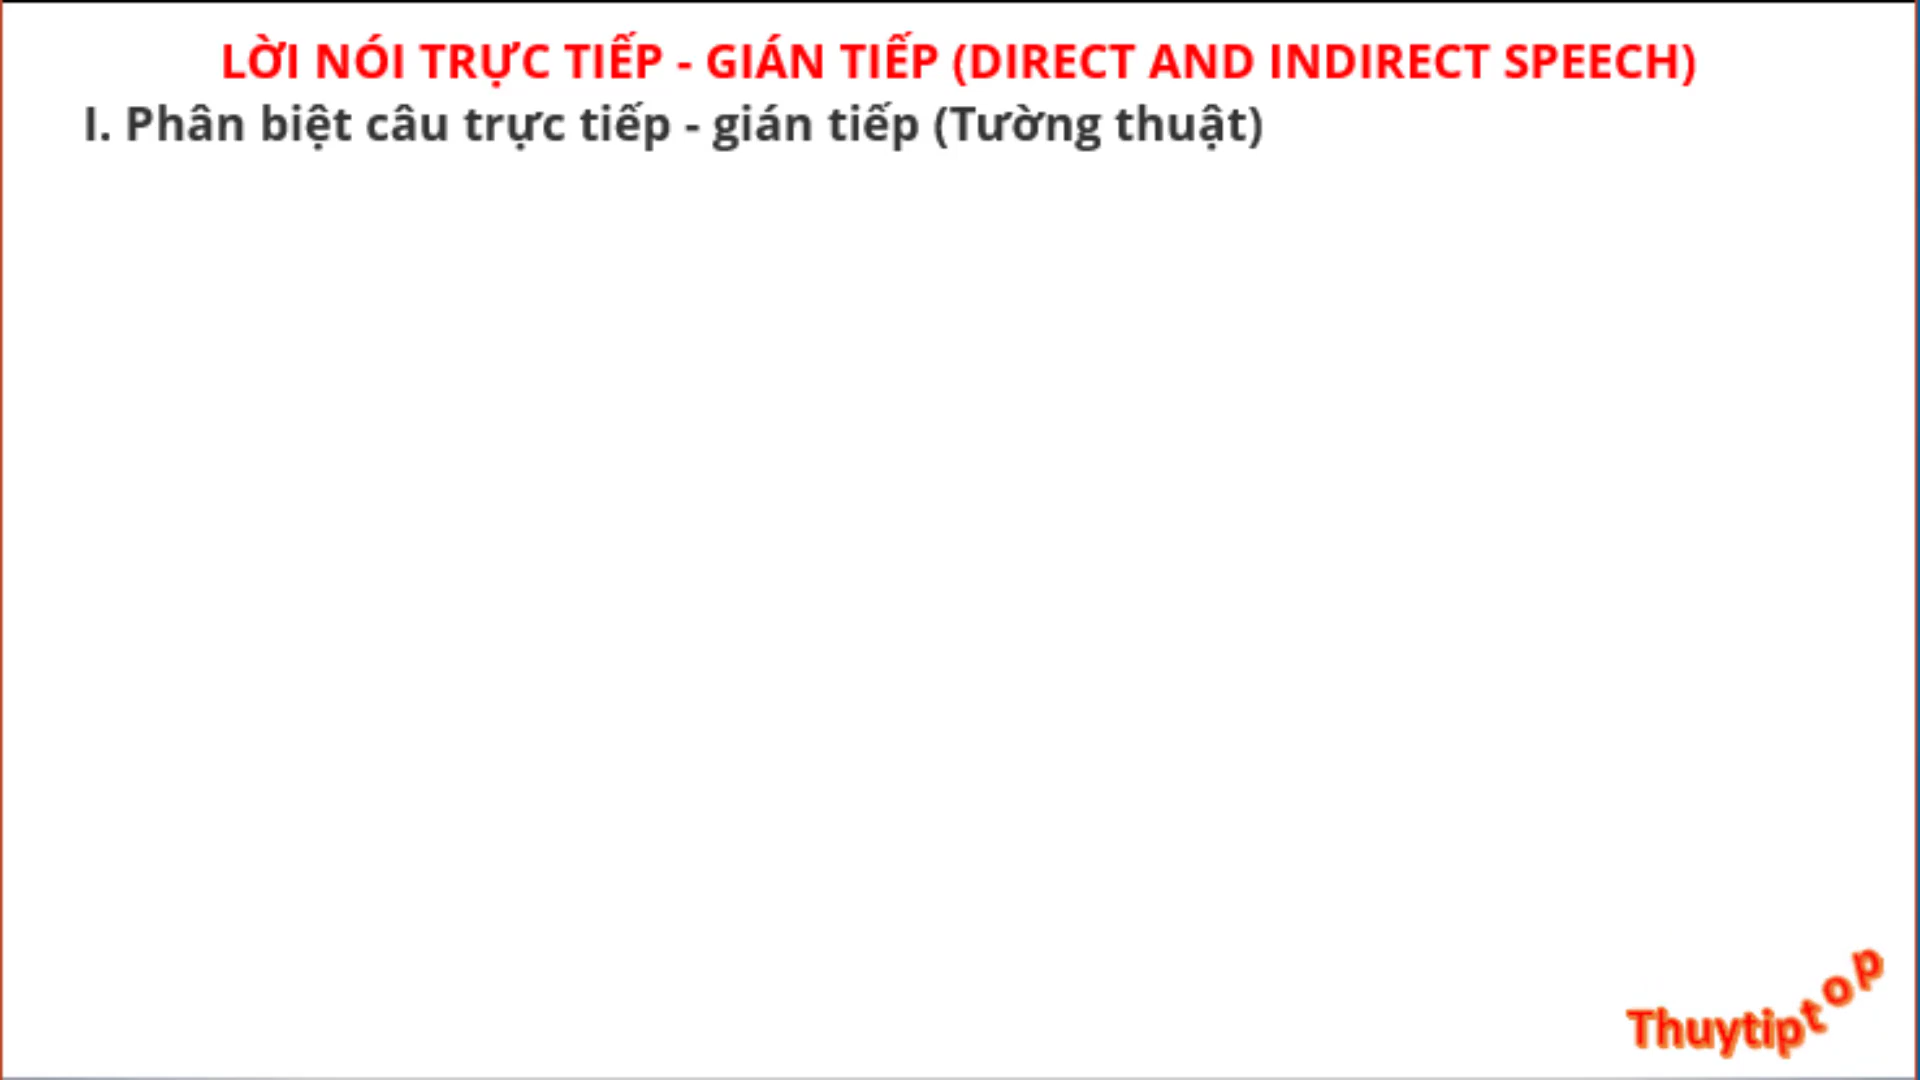 LỜI NÓI TRỰC TIẾP - GIÁN TIẾP (DIRECT AND INDIRECT SPEECH)
I. Phân biệt câu trực tiếp - gián tiếp (Tường thuật)
Thuytiptop